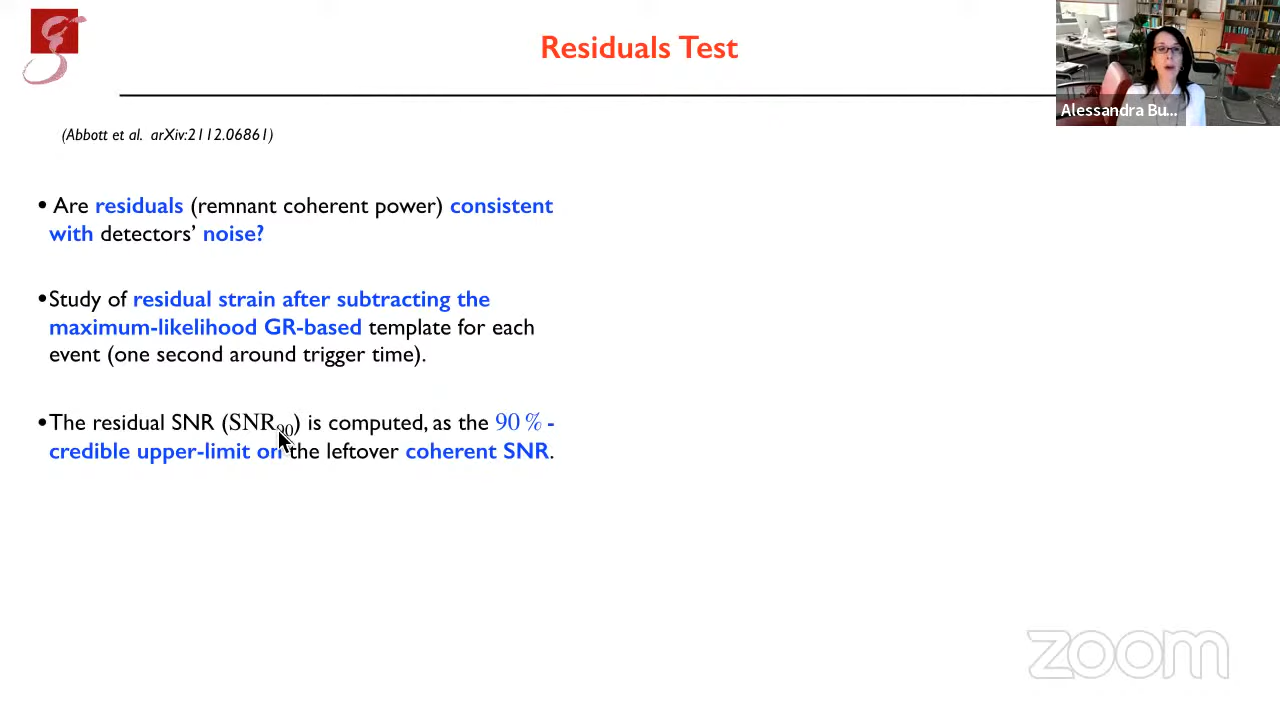 Residuals Test
Alessandra Bu...
(Abbott et al. arXiv:2112.06861)
• Are residuals (remnant coherent power) consistent
with detectors’ noise?
•Study of residual strain after subtracting the
maximum-likelihood GR-based template for each
event (one second around trigger time).
•The residual SNR (SNR90) is computed, as the 90 % -
credible upper-limit on the leftover coherent SNR.
zoom